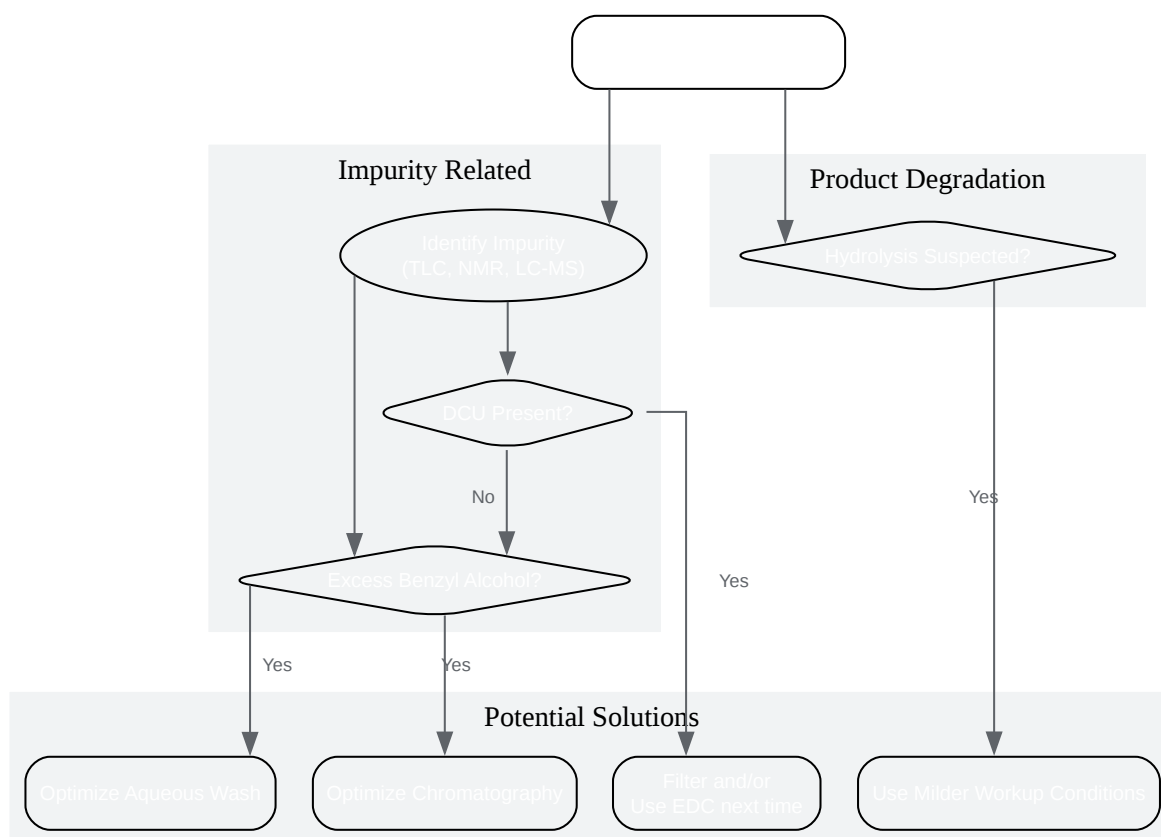 Impurity Related
Product Degradation
Identify Impurity
(TLC, NMR, LC-MS)
Hydrolysis Suspected?
DCU Present?
No
Yes
Excess Benzyl Alcohol?
Yes
Yes
Yes
Potential Solutions
Optimize Aqueous Wash
Optimize Chromatography
Filter and/or
Use EDC next time
Use Milder Workup Conditions